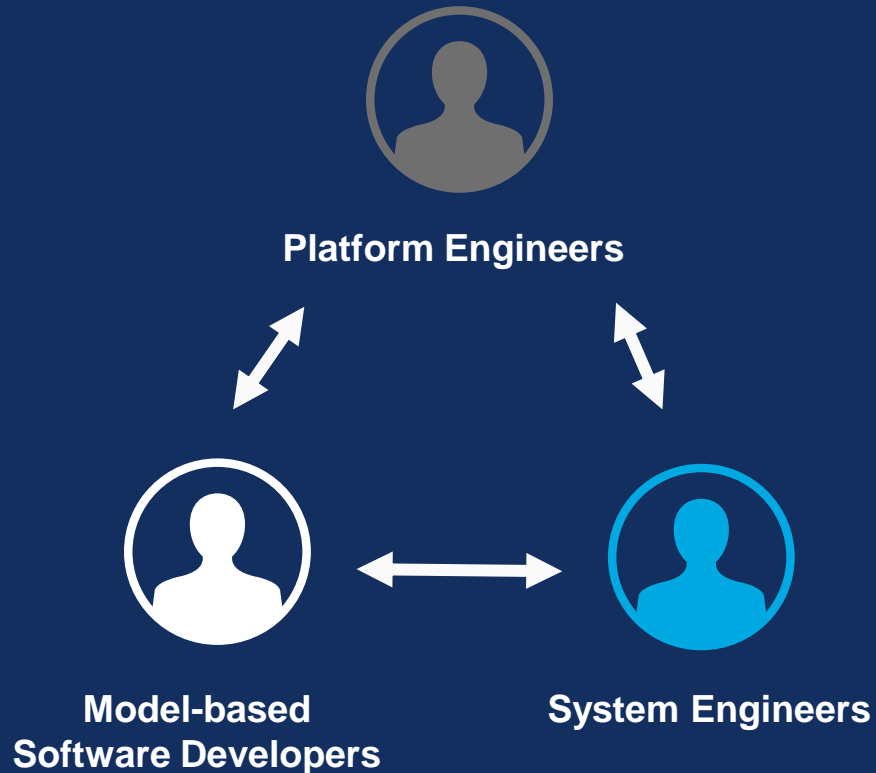 Platform Engineers
Model-based
Software Developers
System Engineers